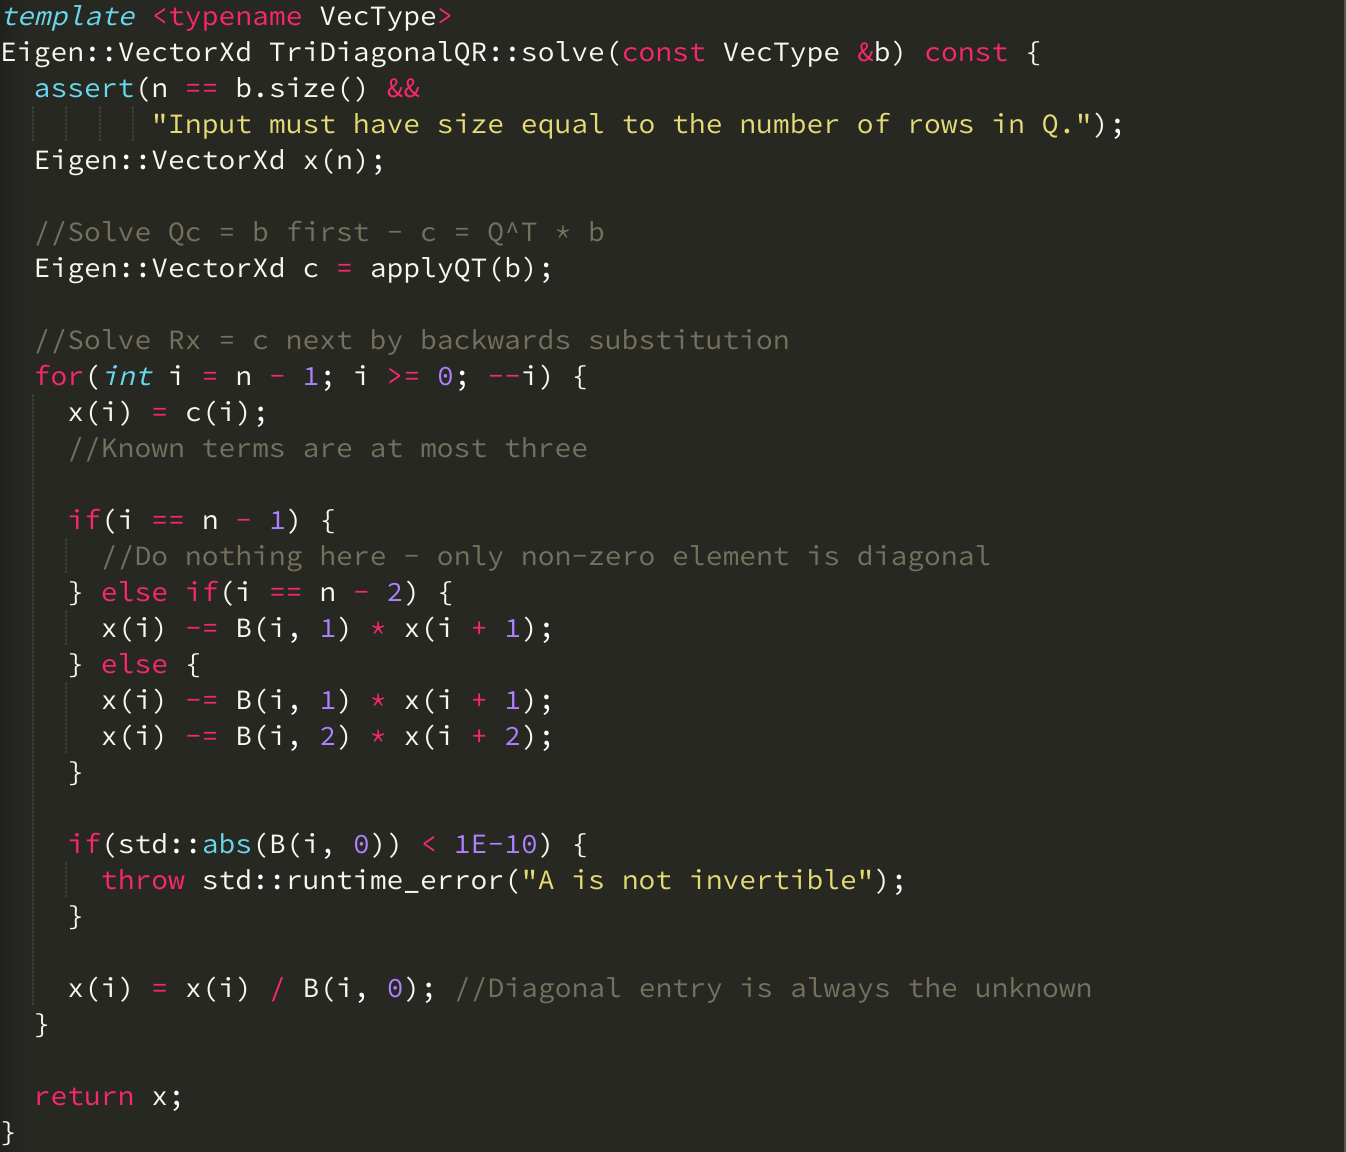 template <typename VecType>
Eigen::VectorXd TriDiagonalQR::solve(const VecType &b) const {
  assert(n == b.size() &&
         "Input must have size equal to the number of rows in Q.");
  Eigen::VectorXd x(n);

  //Solve Qc = b first - c = Q^T * b
  Eigen::VectorXd c = applyQT(b);

  //Solve Rx = c next by backwards substitution
  for(int i = n - 1; i >= 0; --i) {
    x(i) = c(i);
    //Known terms are at most three

    if(i == n - 1) {
      //Do nothing here - only non-zero element is diagonal
    } else if(i == n - 2) {
      x(i) -= B(i, 1) * x(i + 1);
    } else {
      x(i) -= B(i, 1) * x(i + 1);
      x(i) -= B(i, 2) * x(i + 2);
    }

    if(std::abs(B(i, 0)) < 1E-10) {
      throw std::runtime_error("A is not invertible");
    }

    x(i) = x(i) / B(i, 0); //Diagonal entry is always the unknown
  }

  return x;
}